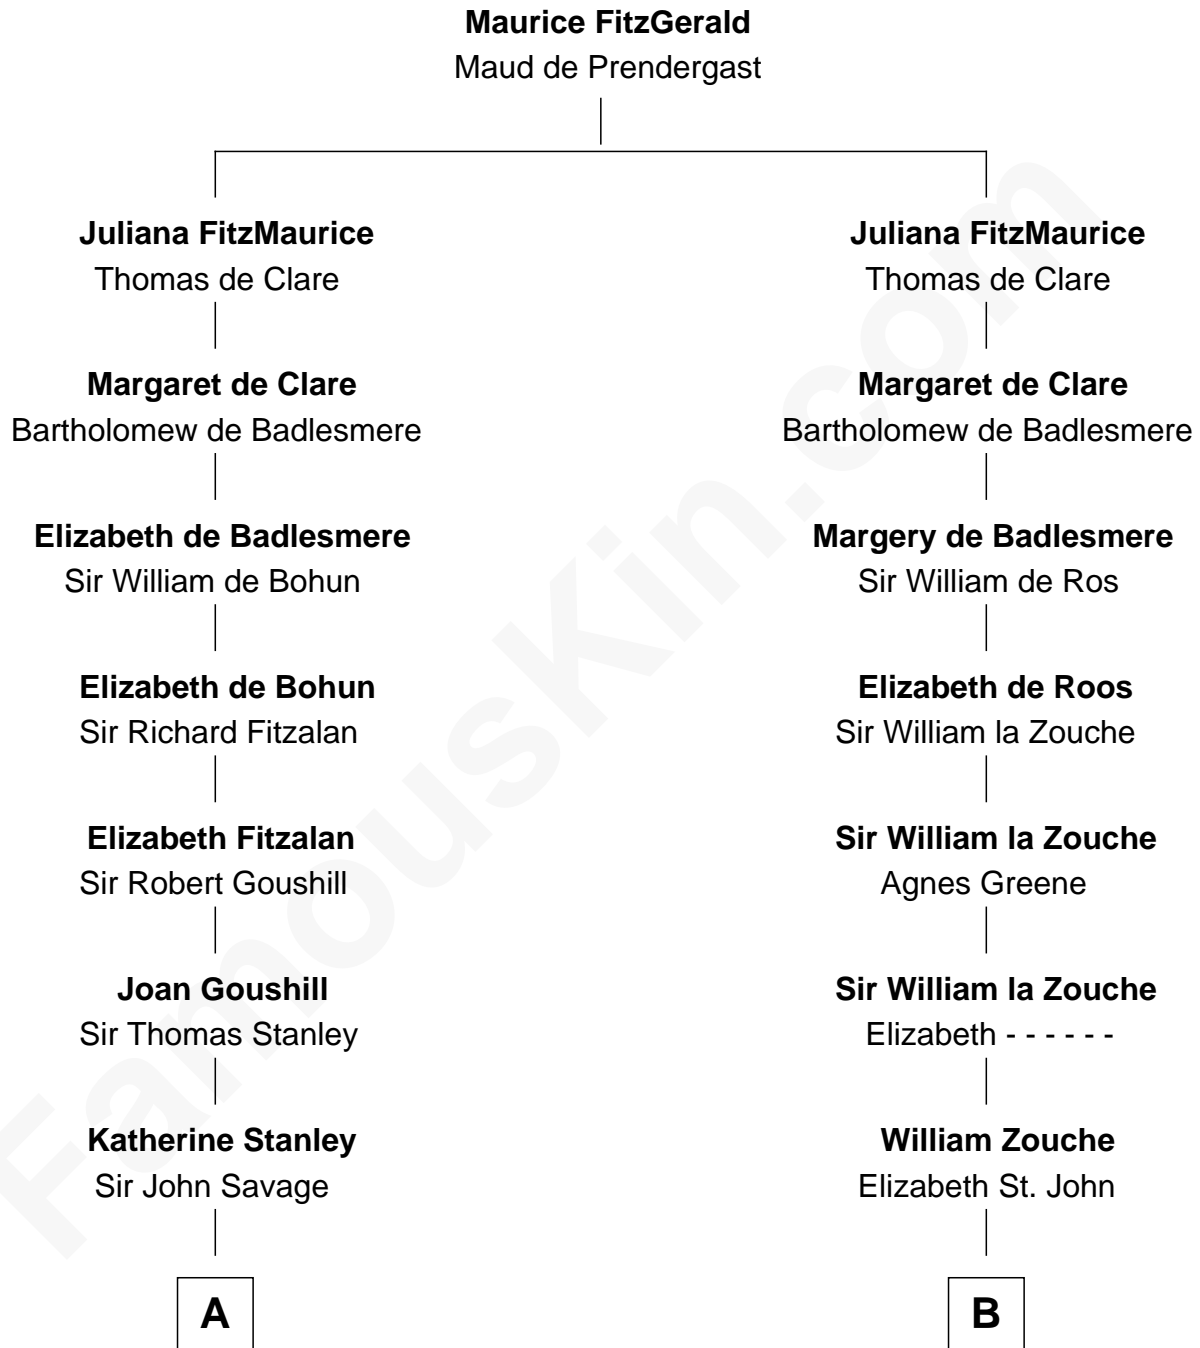 Maurice FitzGerald
Maud de Prendergast
Juliana FitzMaurice
Thomas de Clare
Juliana FitzMaurice
Thomas de Clare
Margaret de Clare
Bartholomew de Badlesmere
Margaret de Clare
Bartholomew de Badlesmere
Elizabeth de Badlesmere
Sir William de Bohun
Margery de Badlesmere
Sir William de Ros
Elizabeth de Bohun
Sir Richard Fitzalan
Elizabeth de Roos
Sir William la Zouche
Elizabeth Fitzalan
Sir Robert Goushill
Sir William la Zouche
Agnes Greene
Joan Goushill
Sir Thomas Stanley
Sir William la Zouche
Elizabeth - - - - - -
Katherine Stanley
Sir John Savage
William Zouche
Elizabeth St. John
A
B
FamousKin.com